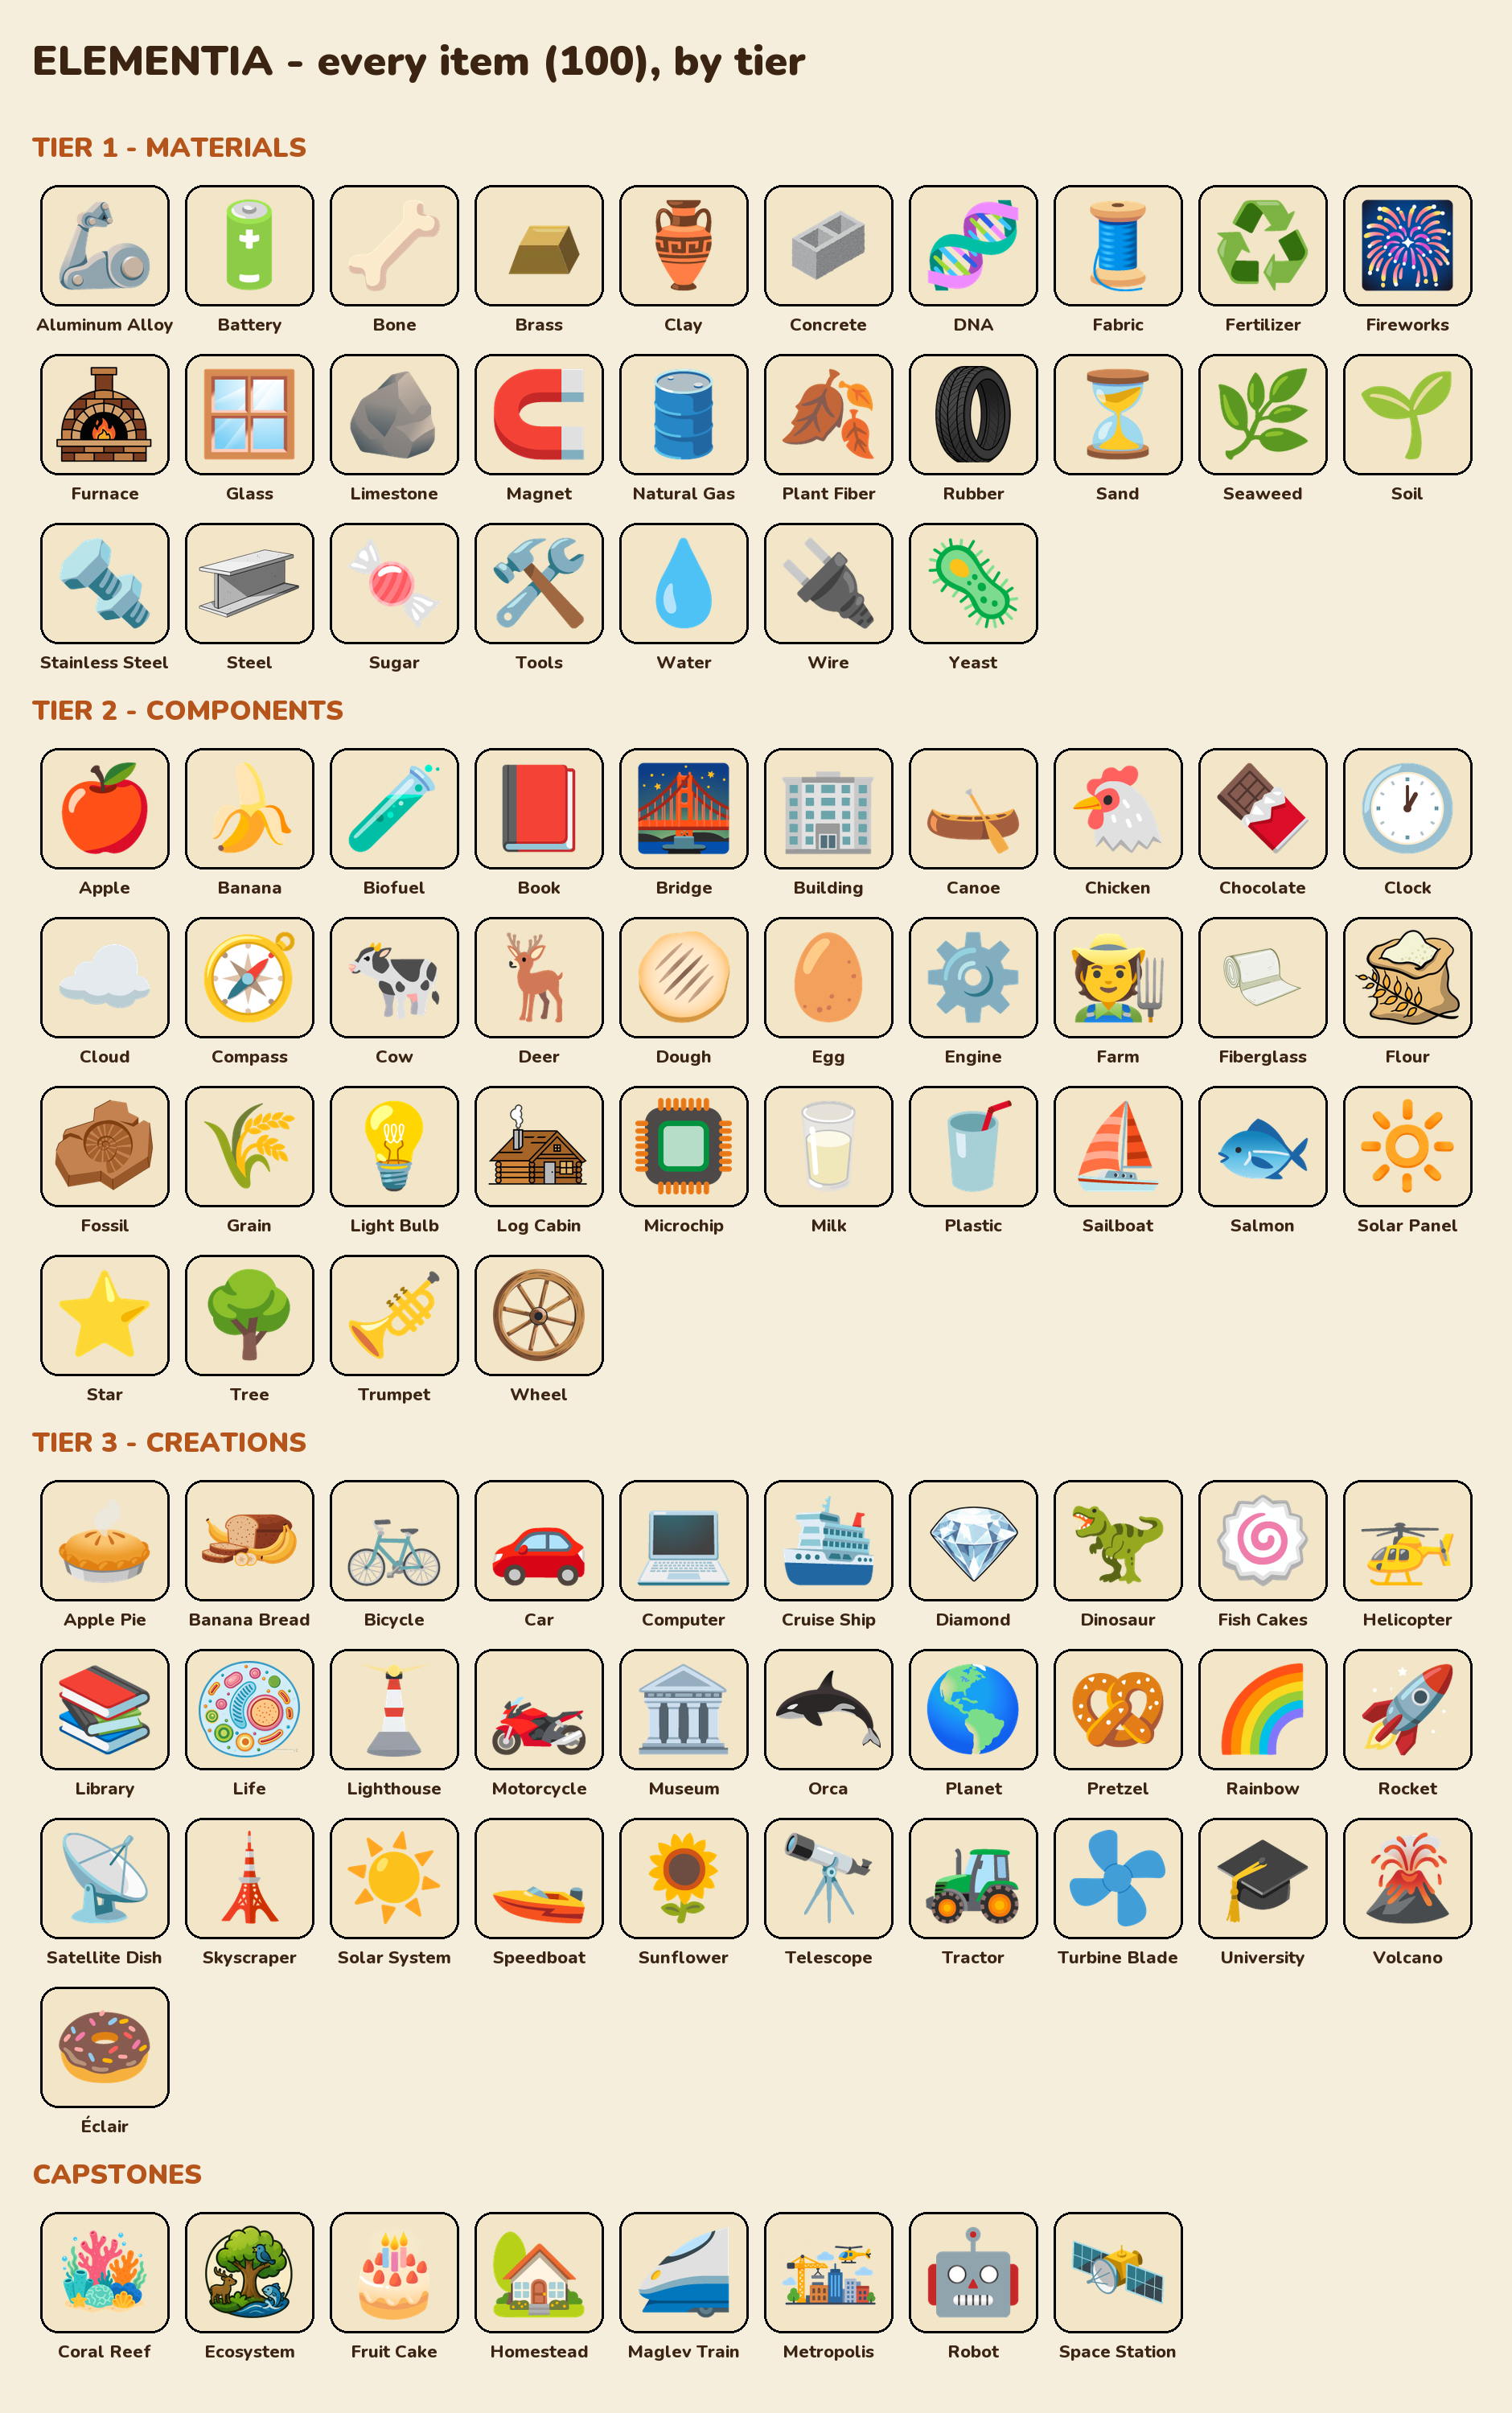 ELEMENTIA - every item (100), by tier
TIER 1 - MATERIALS
Aluminum Alloy Battery Bone Brass Clay Concrete DNA Fabric Fertilizer Fireworks
Furnace Glass Limestone Magnet Natural Gas Plant Fiber Rubber Sand Seaweed Soil
Stainless Steel Steel Sugar Tools Water Wire Yeast
TIER 2 - COMPONENTS
Apple Banana Biofuel Book Bridge Building Canoe Chicken Chocolate Clock
Cloud Compass Cow Deer Dough Egg Engine Farm Fiberglass Flour
Fossil Grain Light Bulb Log Cabin Microchip Milk Plastic Sailboat Salmon Solar Panel
Star Tree Trumpet Wheel
TIER 3 - CREATIONS
Apple Pie Banana Bread Bicycle Car Computer Cruise Ship Diamond Dinosaur Fish Cakes Helicopter
Library Life Lighthouse Motorcycle Museum Orca Planet Pretzel Rainbow Rocket
Satellite Dish Skyscraper Solar System Speedboat Sunflower Telescope Tractor Turbine Blade University Volcano
Éclair
CAPSTONES
Coral Reef Ecosystem Fruit Cake Homestead Maglev Train Metropolis Robot Space Station